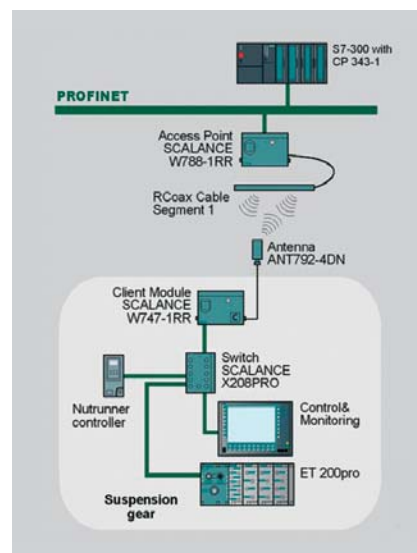 S7-300 with
CP 343-1
PROFINET
Access Point
SCALANCE
W788-1RR
RCoax Cable
Segment 1
Antenna
ANT792-4DN
Client Module
SCALANCE
W747-1RR
C
Switch
SCALANCE
X208PRO
Nutrunner
controller
Control&
Monitoring
ET 200pro
Suspension
gear